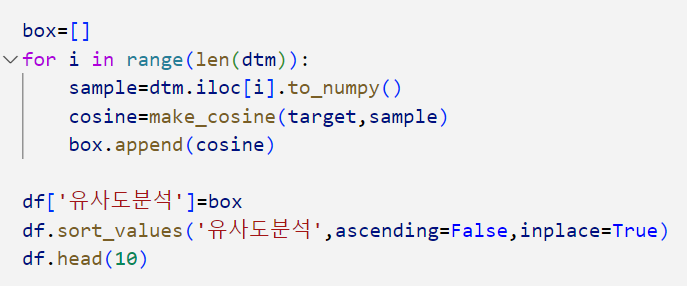 box=[]
for i in range(len(dtm)):
    sample=dtm.iloc[i].to_numpy()
    cosine=make_cosine(target,sample)
    box.append(cosine)

df['유사도분석']=box
df.sort_values('유사도분석',ascending=False,inplace=True)
df.head(10)